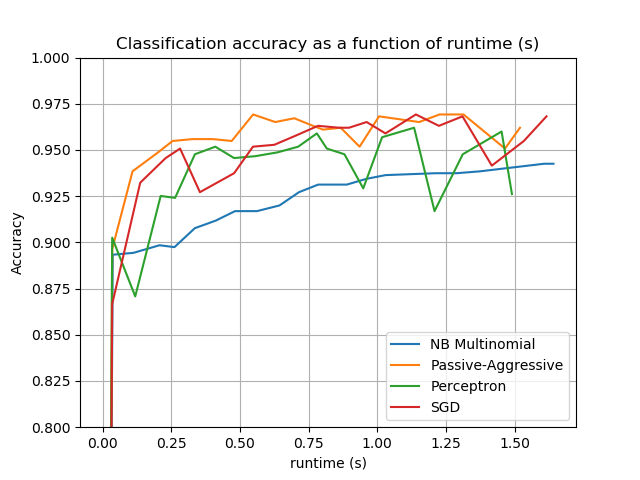 Classification accuracy as a function of runtime (s)
1.000
0.975
0.950
0.925
0.900
0.875
0.850
0.825
0.800
Accuracy
NB Multinomial
Passive-Aggressive
Perceptron
SGD
0.00 0.25 0.50 0.75 1.00 1.25 1.50
runtime (s)